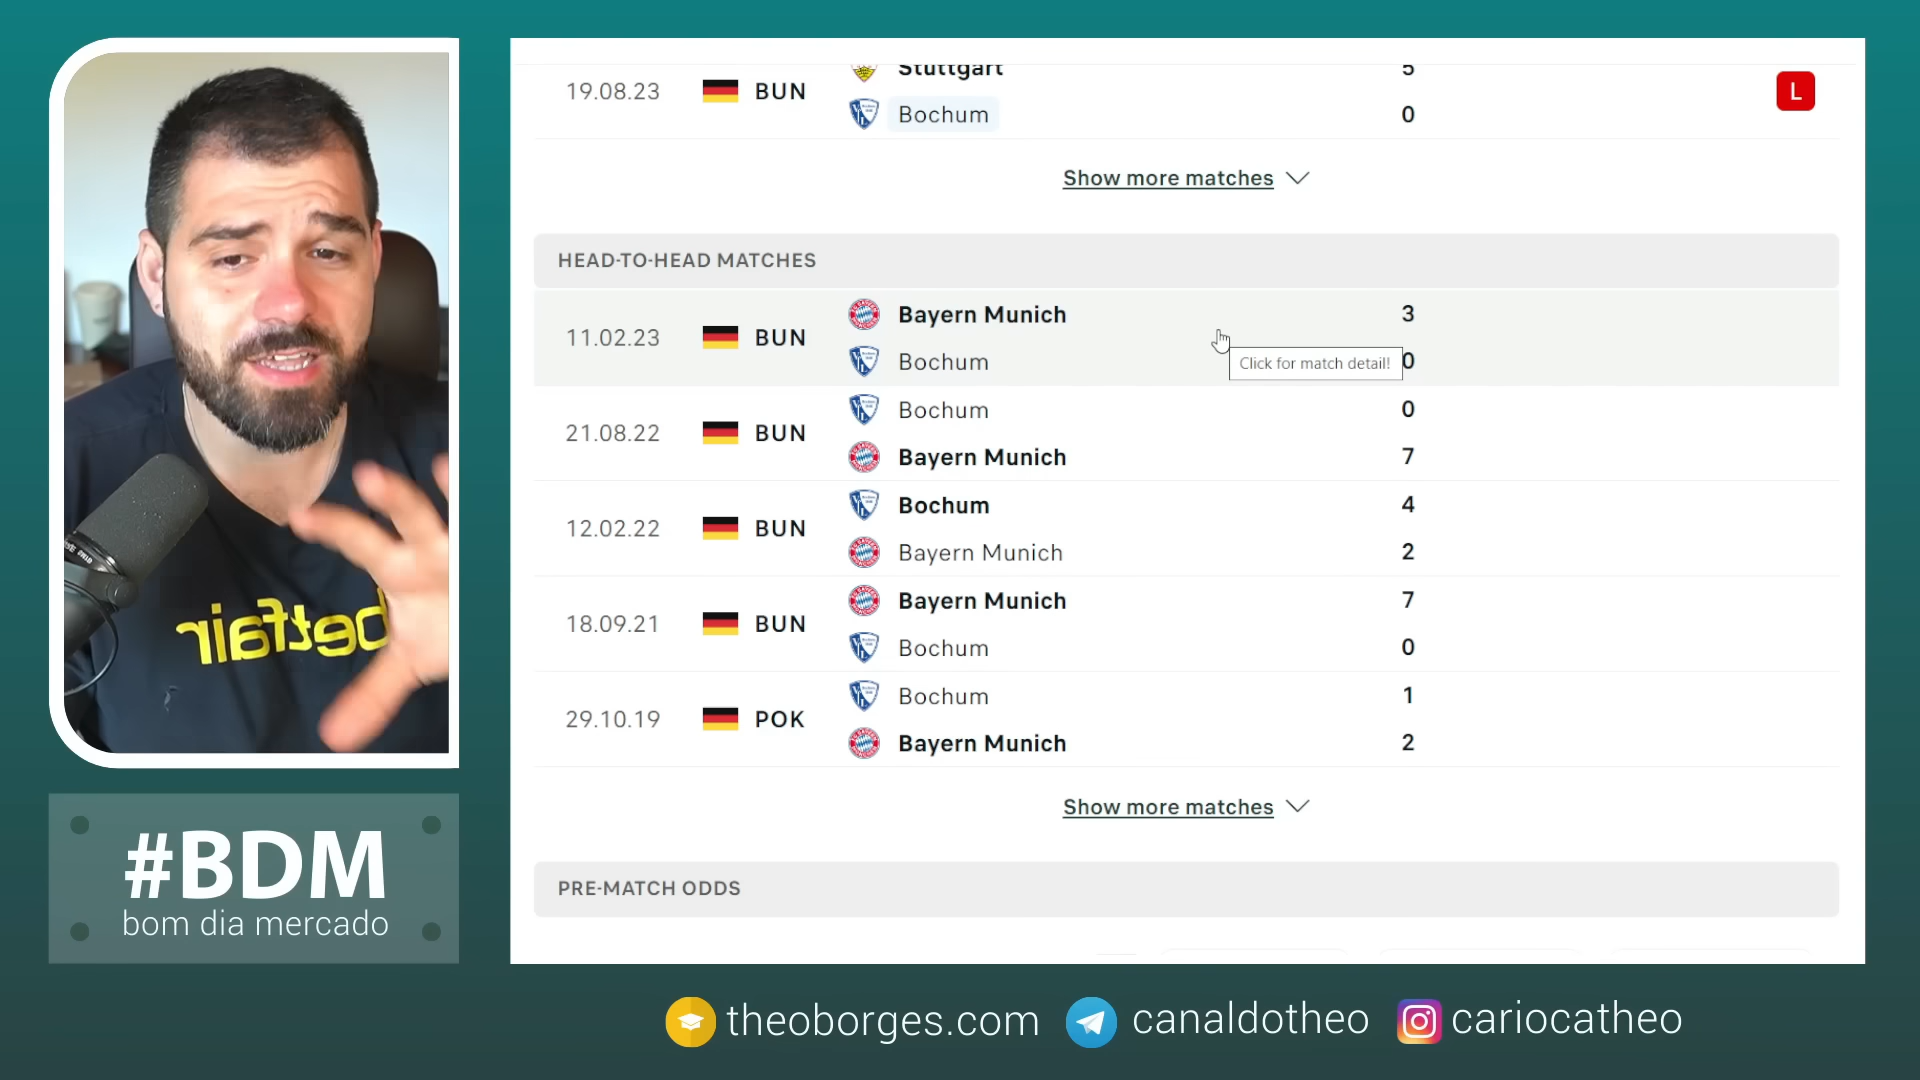 19.08.23 BUN Stuttgart 5
Bochum 0
L
Show more matches
HEAD-TO-HEAD MATCHES
11.02.23 BUN Bayern Munich 3
Bochum 0
Click for match detail!
21.08.22 BUN Bochum 0
Bayern Munich 7
12.02.22 BUN Bochum 4
Bayern Munich 2
18.09.21 BUN Bayern Munich 7
Bochum 0
29.10.19 POK Bochum 1
Bayern Munich 2
Show more matches
PRE-MATCH ODDS
betfair
#BDM
bom dia mercado
theoborges.com canaldotheo cariocatheo